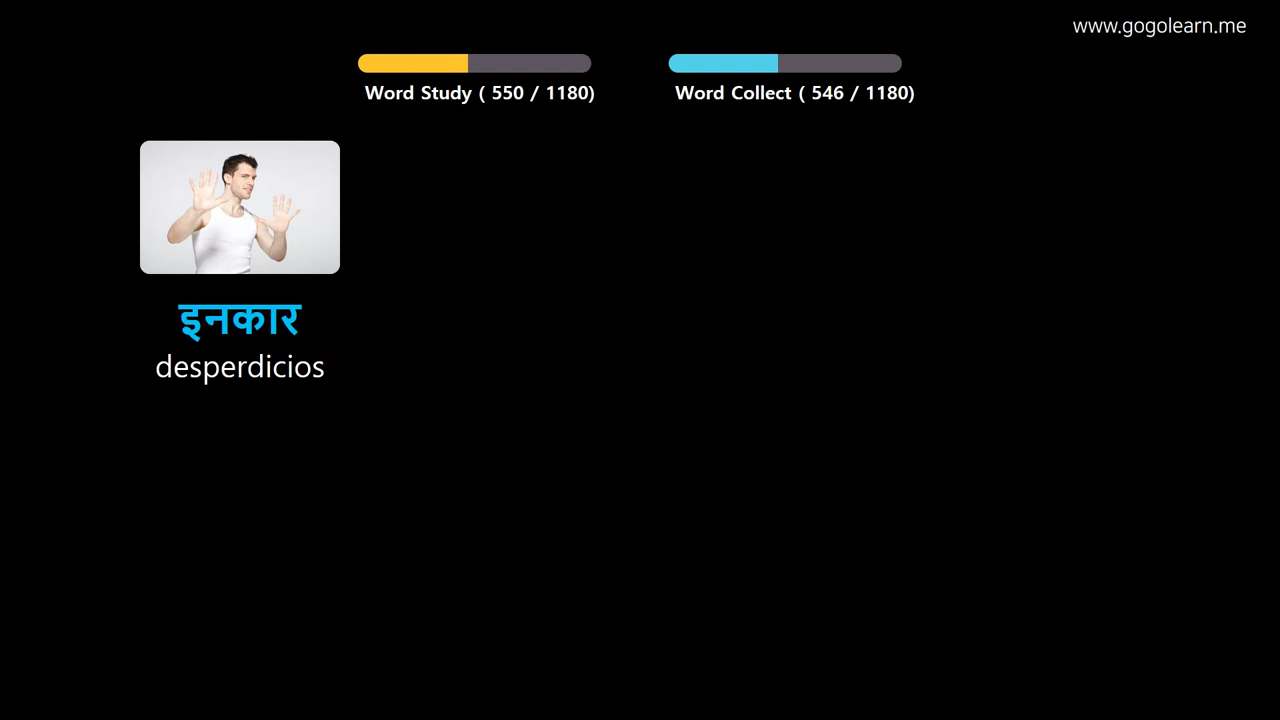 www.gogolearn.me
Word Study ( 550 / 1180)
Word Collect ( 546 / 1180)
इनकार
desperdicios